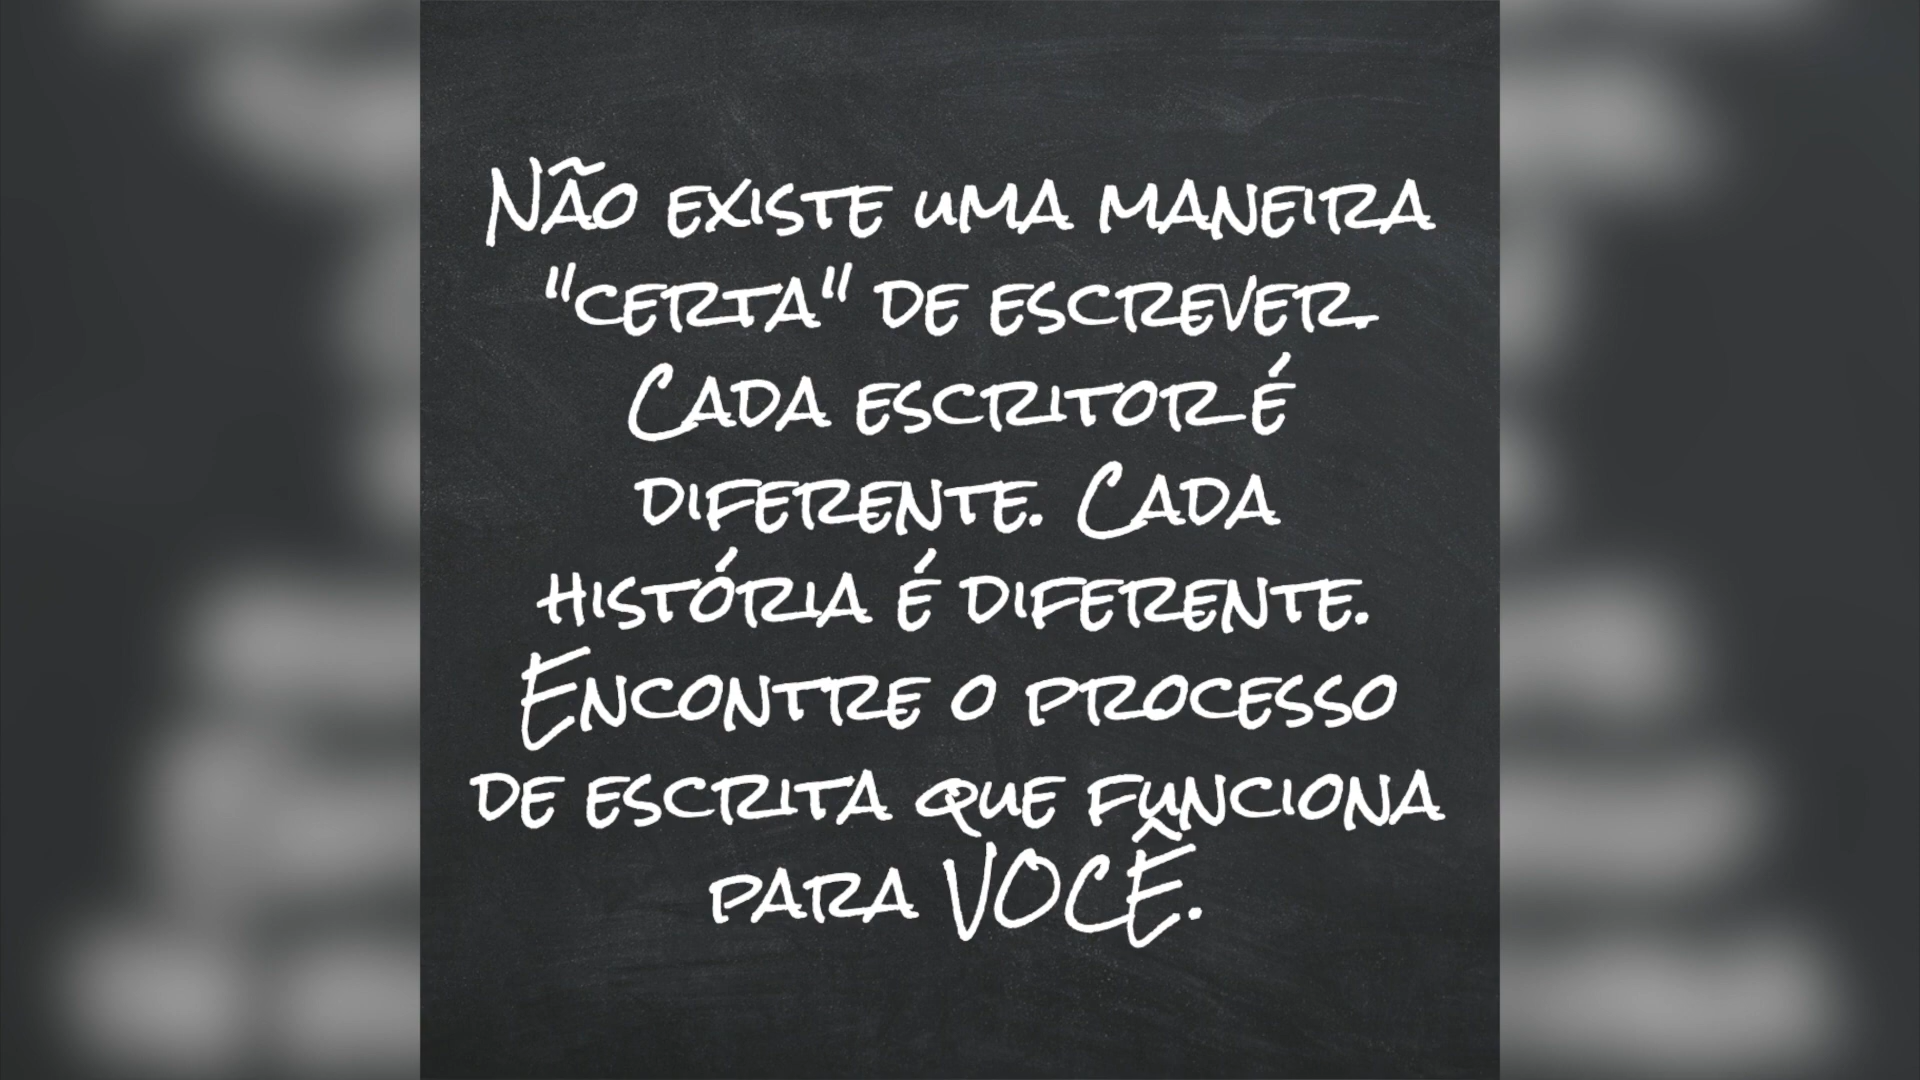 Não existe uma maneira
"certa" de escrever.
Cada escritor é
diferente. Cada
história é diferente.
Encontre o processo
de escrita que funciona
para VOCÊ.